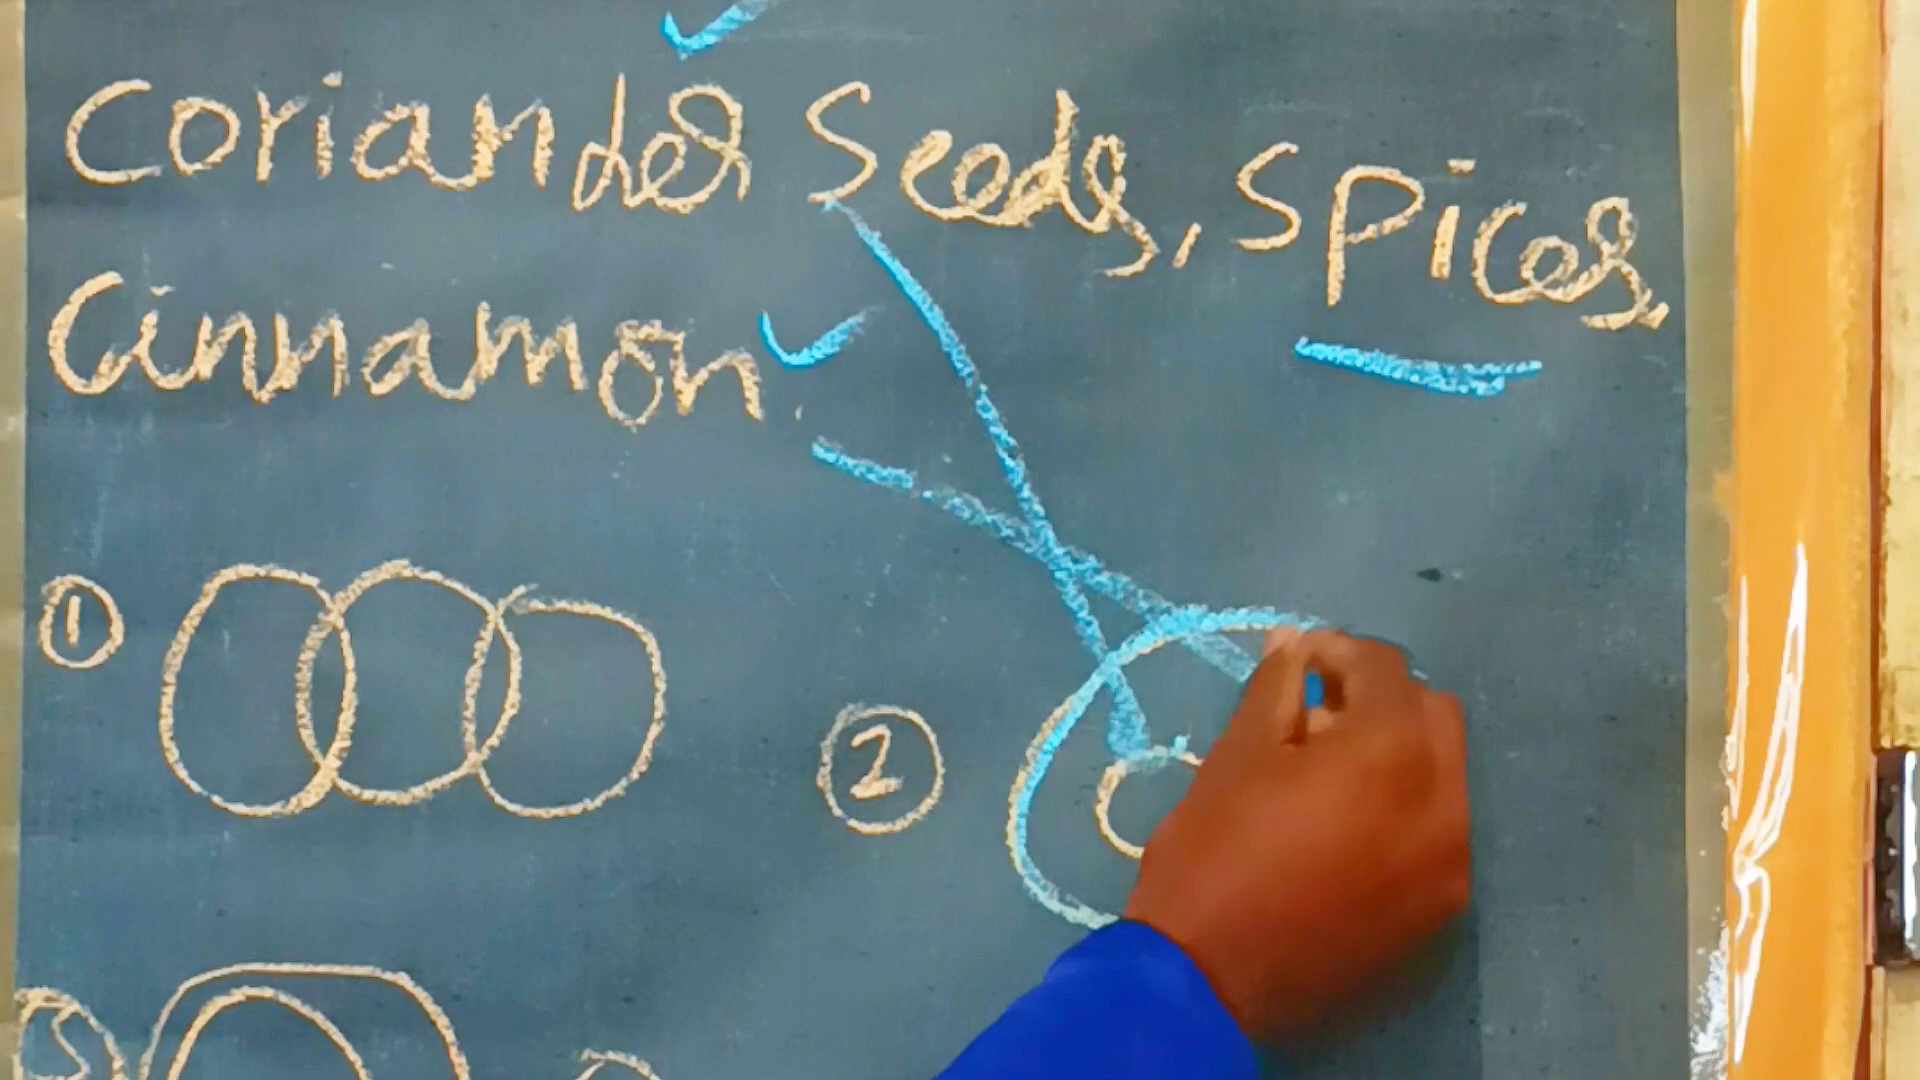 Coriander Seeds, Spices,
Cinnamon.
1
2